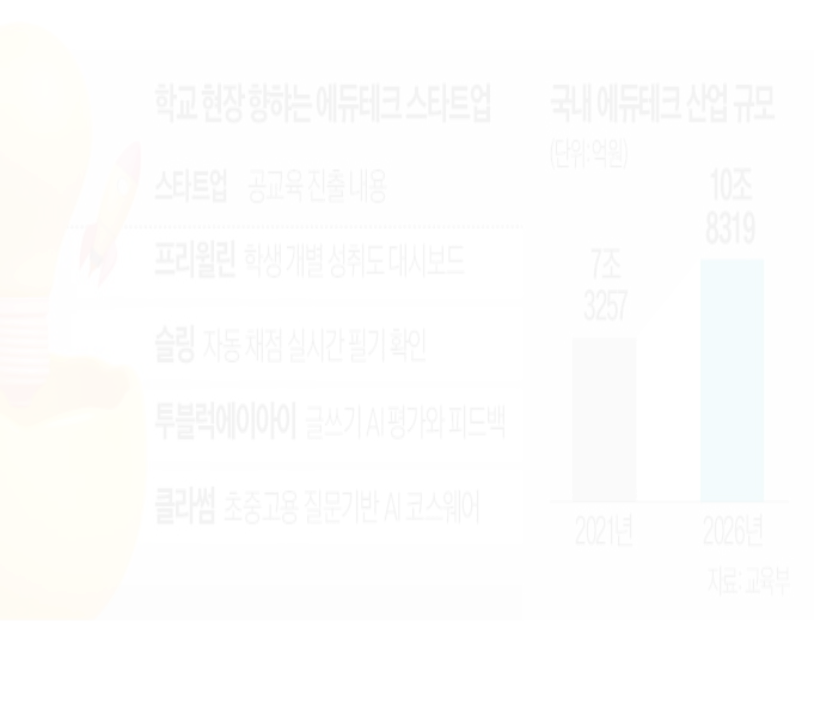 학교 현장 향하는 에듀테크 스타트업
스타트업 공교육 진출 내용
프리윌린 학생 개별 성취도 대시보드
슬링 자동 채점 실시간 필기 확인
투블럭에이아이 글쓰기 AI 평가와 피드백
클라썸 초중고용 질문기반 AI 코스웨어
국내 에듀테크 산업 규모
(단위:억원)
7조
3257
10조
8319
2021년 2026년
자료:교육부